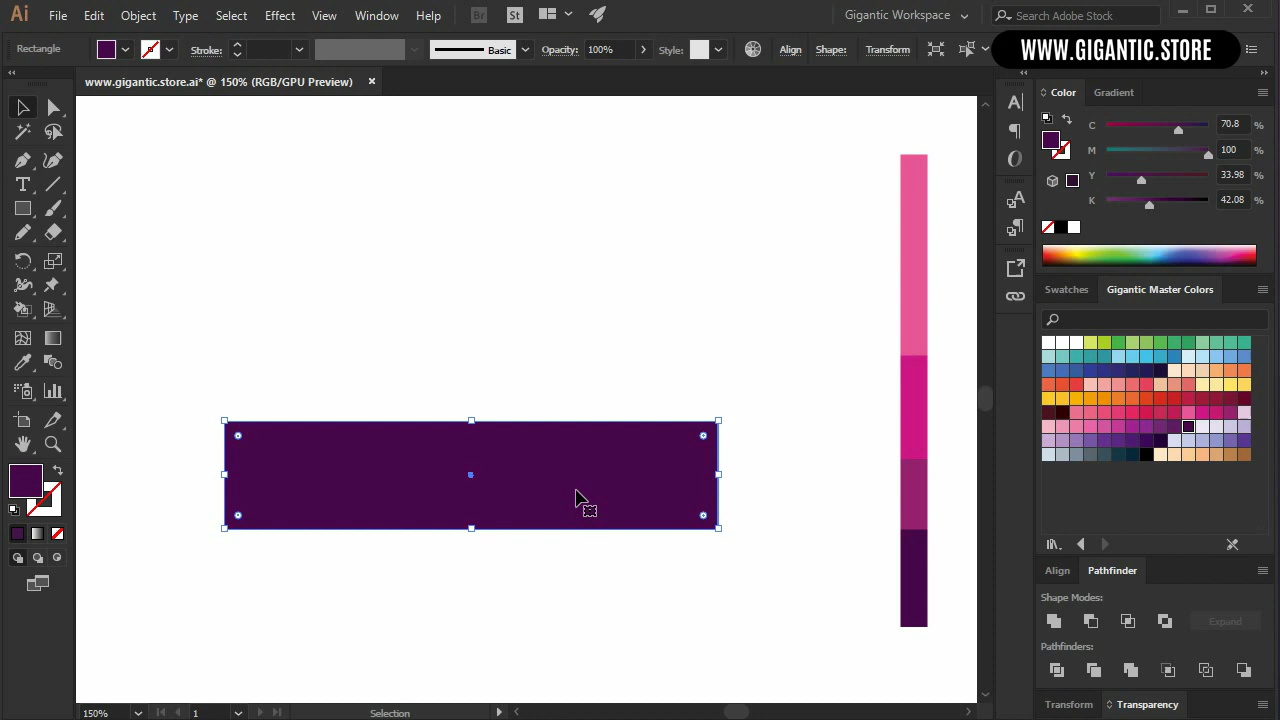 Ai File Edit Object Type Select Effect View Window Help Br St Gigantic Workspace Search Adobe Stock
Rectangle Stroke: Basic Opacity: 100% Style: Align Shape: Transform WWW.GIGANTIC.STORE
www.gigantic.store.ai* @ 150% (RGB/GPU Preview) ×
Color Gradient
C 70.8 %
M 100 %
Y 33.98 %
K 42.08 %
Swatches Gigantic Master Colors
Align Pathfinder
Shape Modes:
Expand
Pathfinders:
Transform Transparency
150% 1 Selection